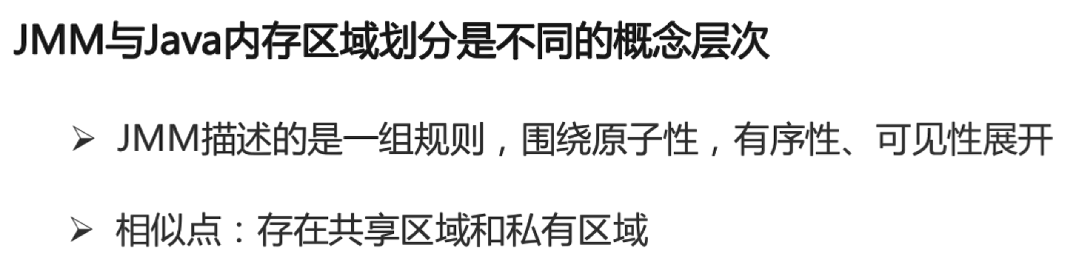 JMM与Java内存区域划分是不同的概念层次
➢ JMM描述的是一组规则，围绕原子性，有序性、可见性展开
➢ 相似点：存在共享区域和私有区域